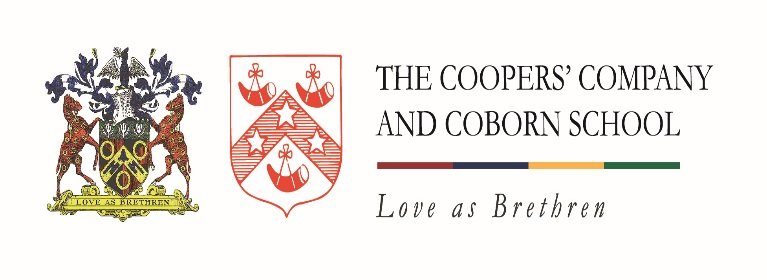 LOVE AS BRETHREN
THE COOPERS' COMPANY
AND COBORN SCHOOL
Love as Brethren